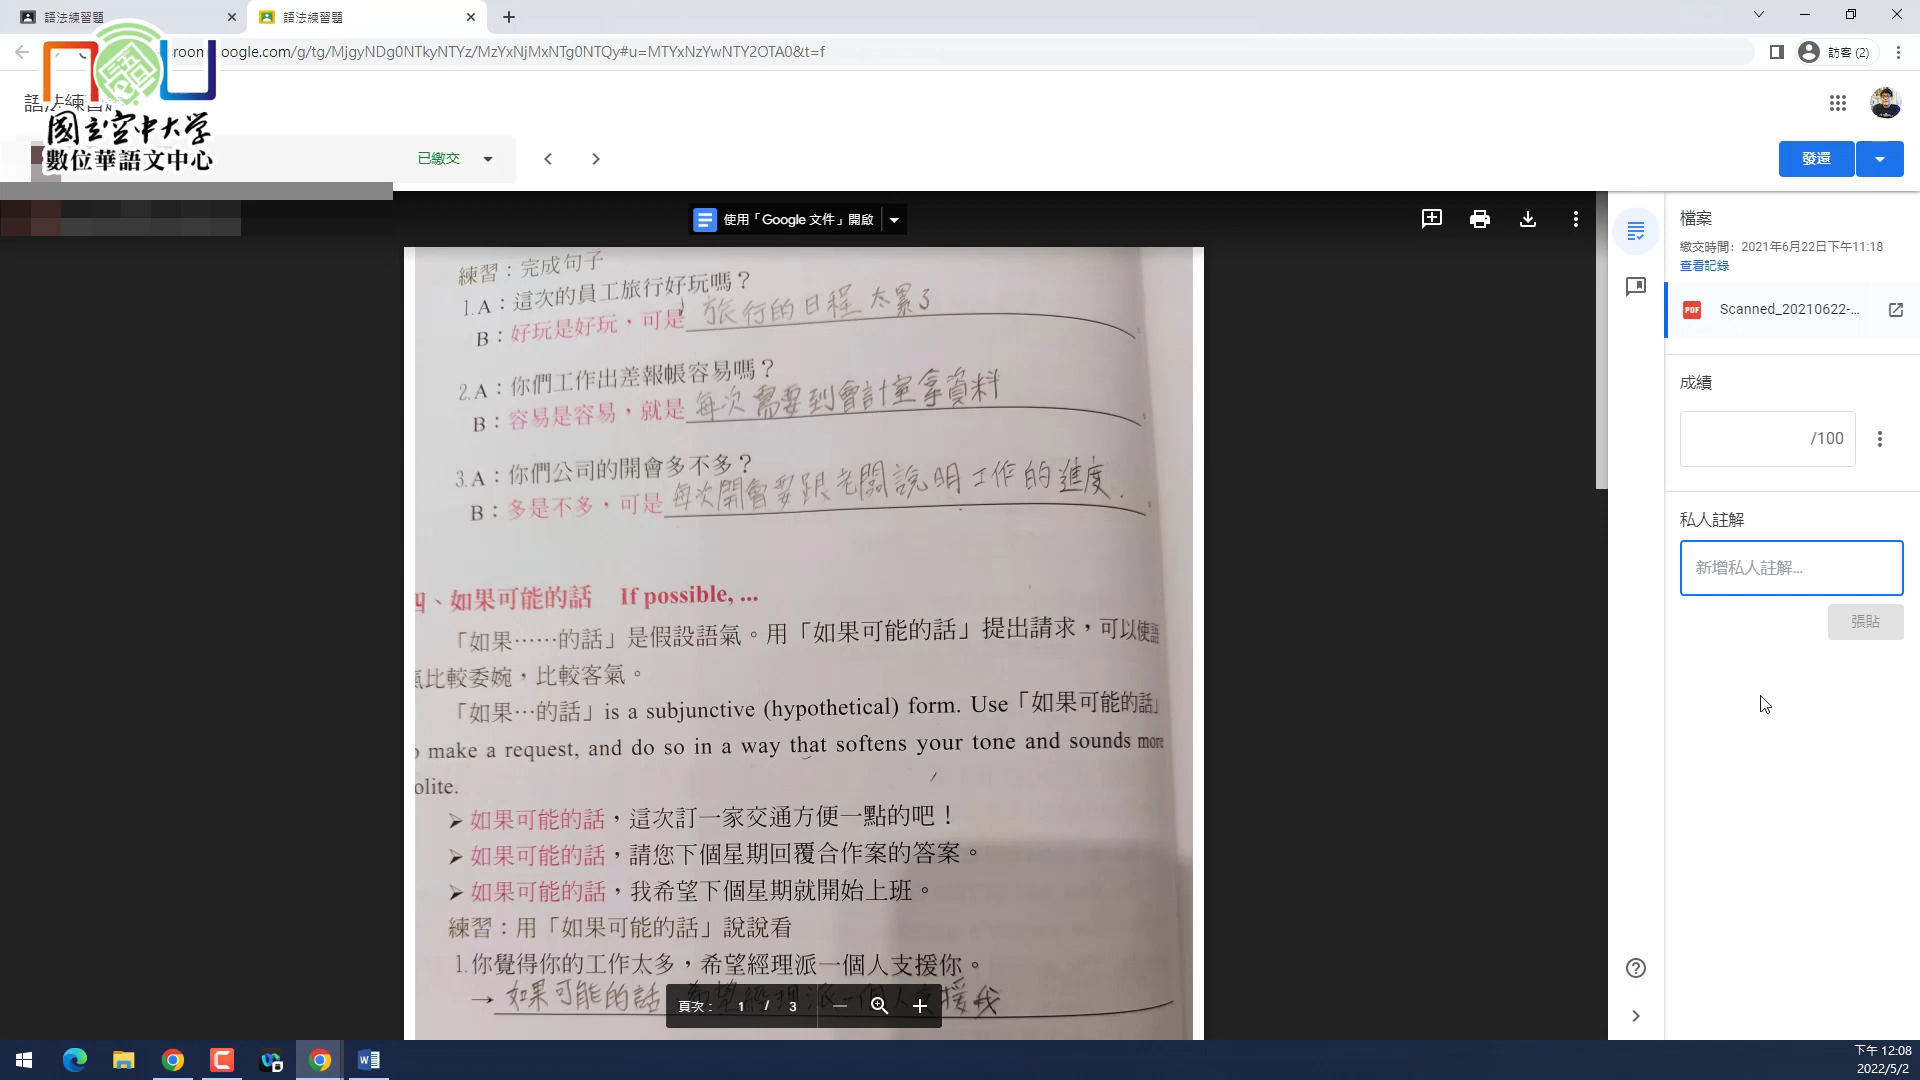 語法練習題
語法練習題
room
oogle.com/g/tg/MjgyNDg0NTkyNTYz/MzYxNjMxNTg0NTQy#u=MTYxNzYwNTY2OTA0&t=f
訪客 (2)
國立空中大學
數位華語文中心
已繳交
發還
使用「Google 文件」開啟
檔案
繳交時間: 2021年6月22日下午11:18
查看記錄
PDF
Scanned_20210622-...
成績
/100
私人註解
新增私人註解...
張貼
練習：完成句子
1.A：這次的員工旅行好玩嗎？
B：好玩是好玩，可是 旅行的日程 太累了。
2.A：你們工作出差報帳容易嗎？
B：容易是容易，就是 每次需要到會計室拿資料。
3.A：你們公司的開會多不多？
B：多是不多，可是 每次開會要跟老闆說明工作的進度.。
四、如果可能的話 If possible, ...
「如果……的話」是假設語氣。用「如果可能的話」提出請求，可以使語
氣比較委婉，比較客氣。
「如果…的話」is a subjunctive (hypothetical) form. Use「如果可能的話」
o make a request, and do so in a way that softens your tone and sounds more
olite.
➢ 如果可能的話，這次訂一家交通方便一點的吧！
➢ 如果可能的話，請您下個星期回覆合作案的答案。
➢ 如果可能的話，我希望下個星期就開始上班。
練習：用「如果可能的話」說說看
1.你覺得你的工作太多，希望經理派一個人支援你。
→ 如果可能的話 希望經理派一個人支援我
頁次： 1 / 3
下午 12:08
2022/5/2